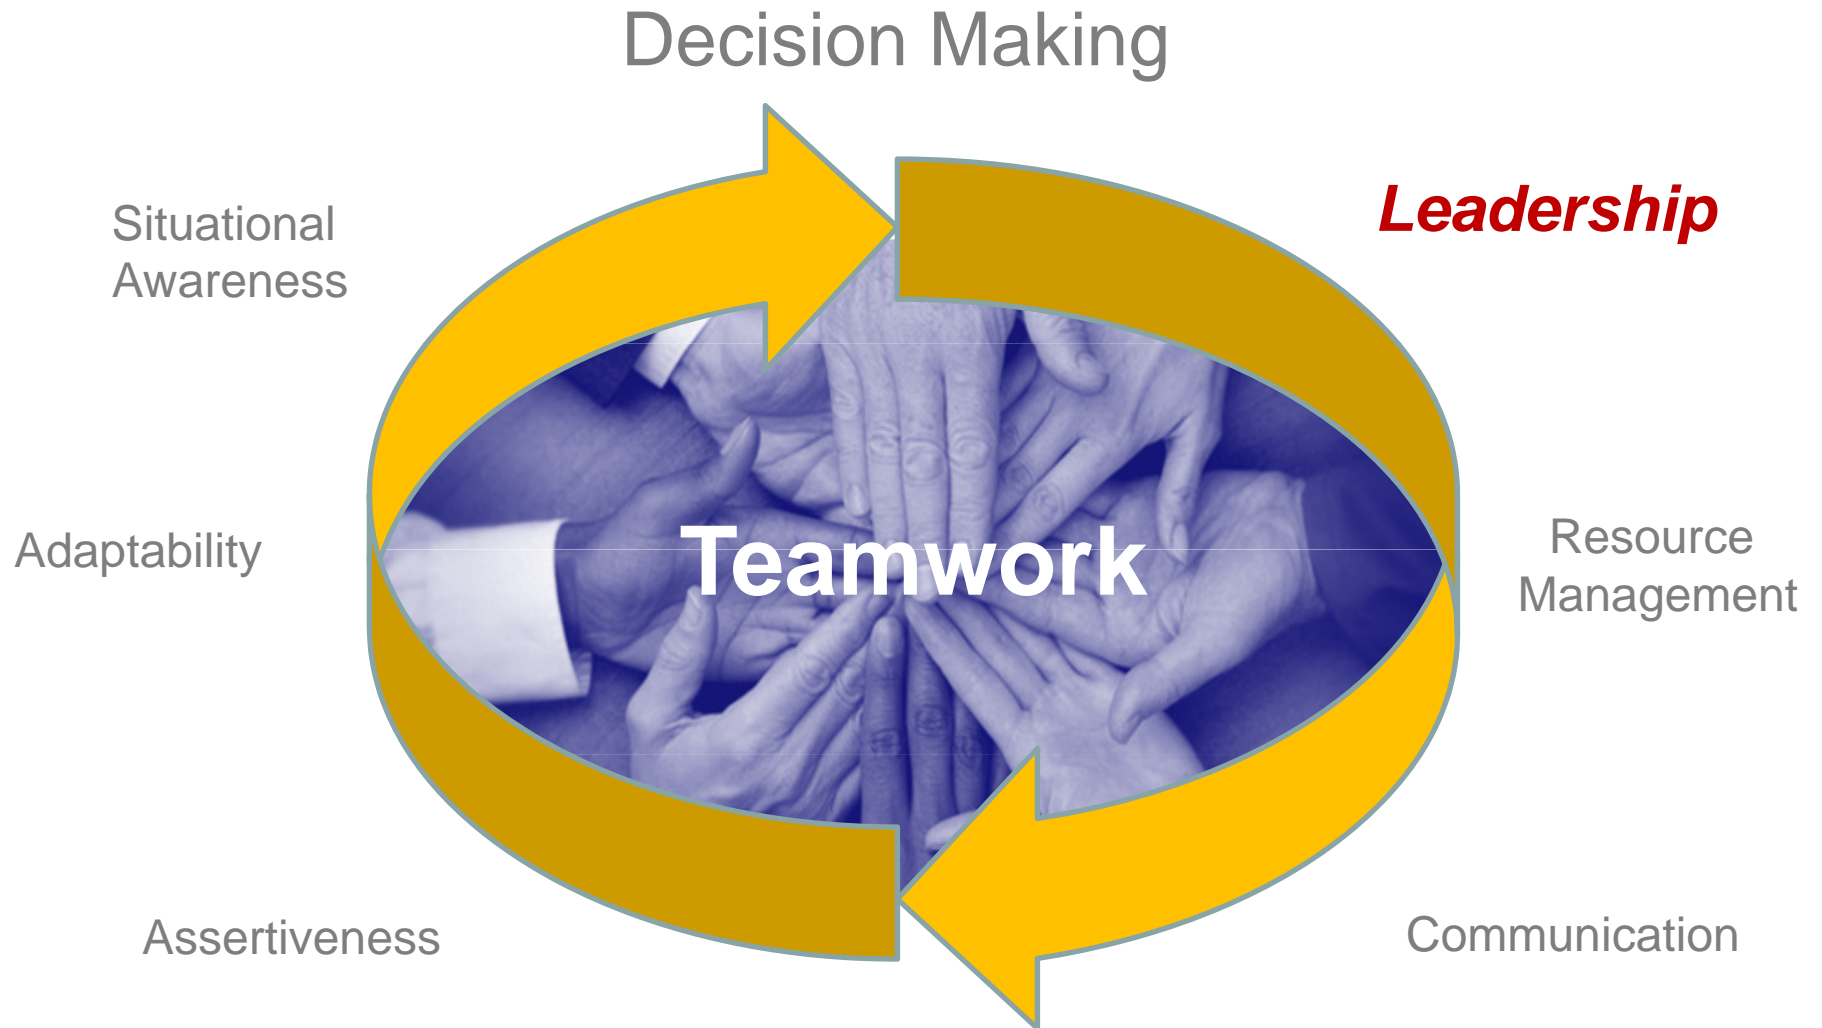 Decision Making
Leadership
Situational
Awareness
Teamwork
Adaptability
Resource
Management
Assertiveness
Communication